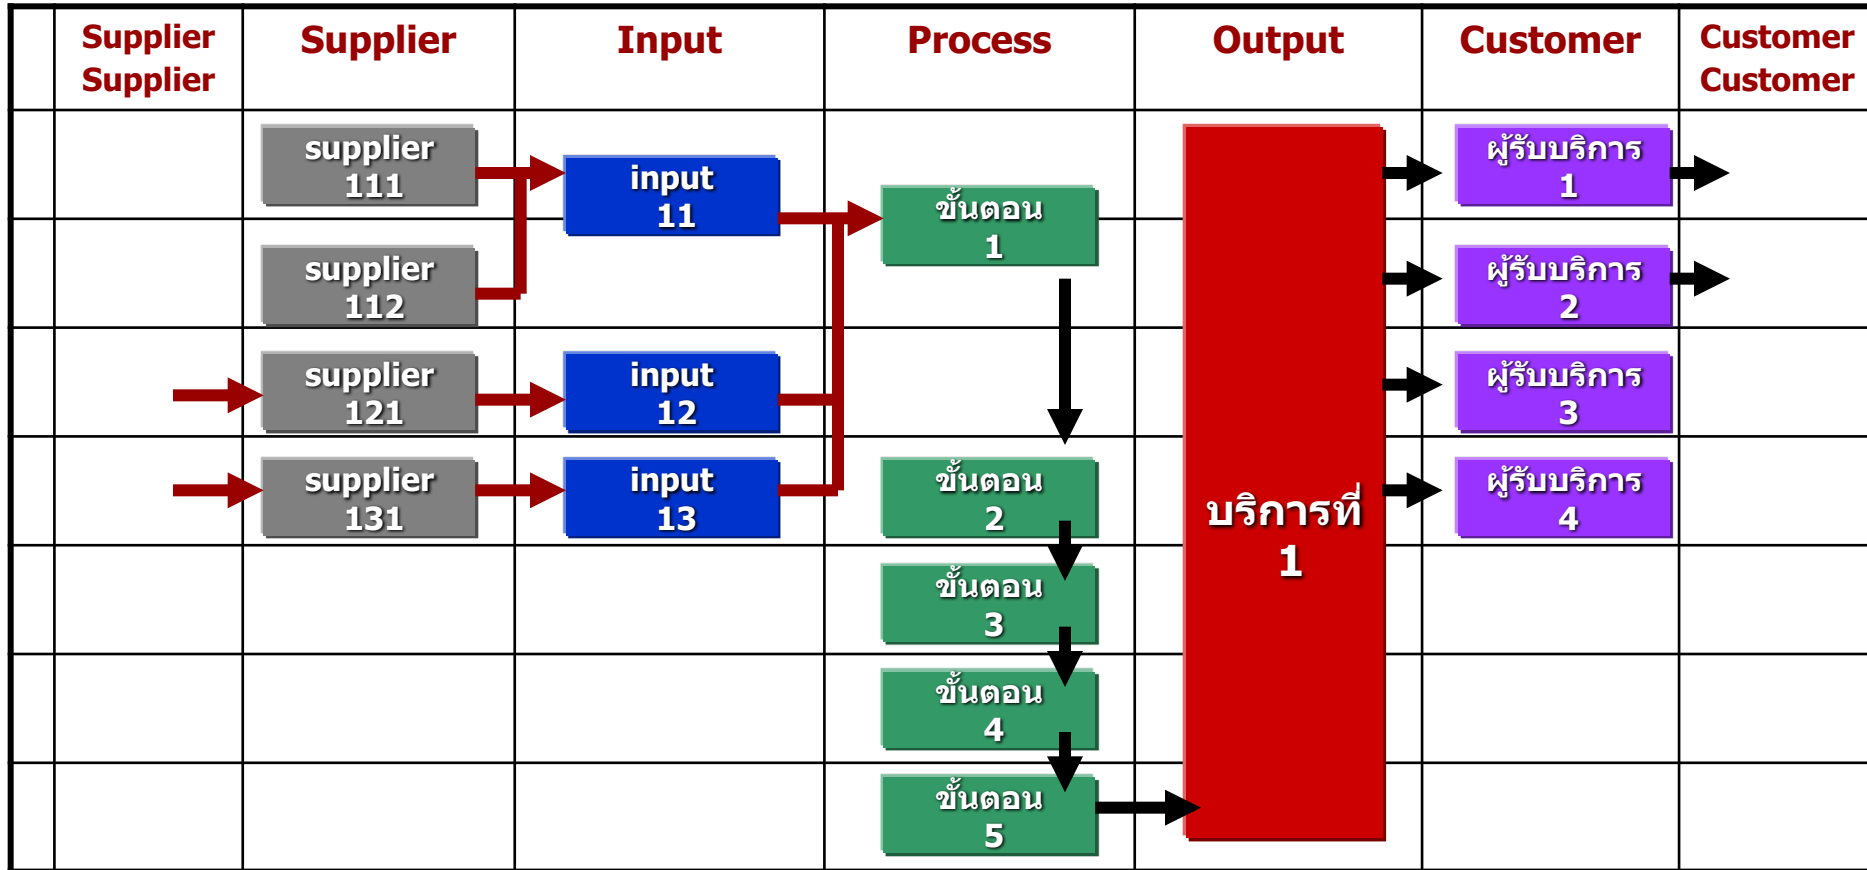 Supplier
Supplier
Supplier
Input
Process
Output
Customer
Customer
Customer
supplier
111
input
11
ขั้นตอน
1
ผู้รับบริการ
1
supplier
112
ผู้รับบริการ
2
supplier
121
input
12
ผู้รับบริการ
3
supplier
131
input
13
ขั้นตอน
2
บริการที่
1
ผู้รับบริการ
4
ขั้นตอน
3
ขั้นตอน
4
ขั้นตอน
5